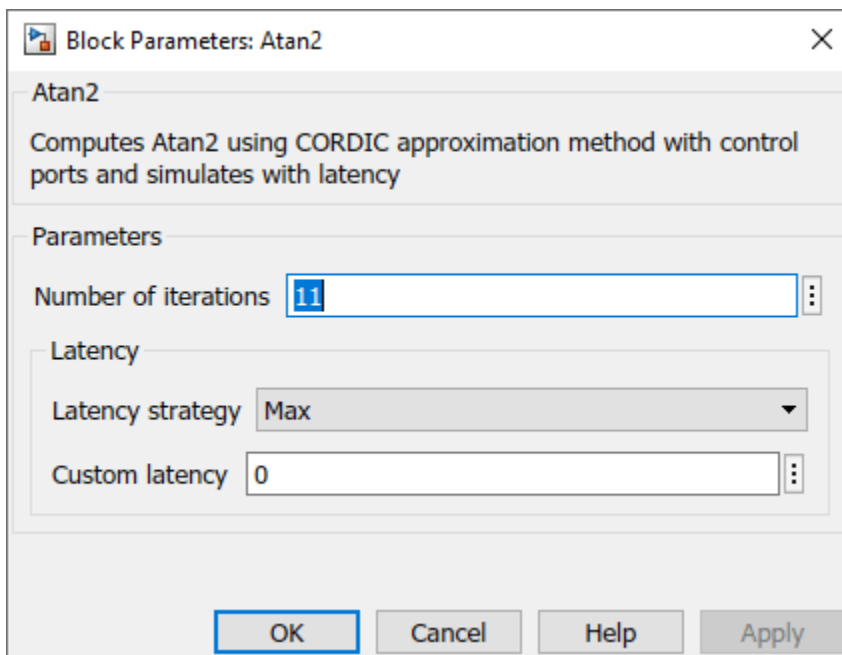 Block Parameters: Atan2
Atan2
Computes Atan2 using CORDIC approximation method with control
ports and simulates with latency
Parameters
Number of iterations 11
Latency
Latency strategy Max
Custom latency 0
OK Cancel Help Apply